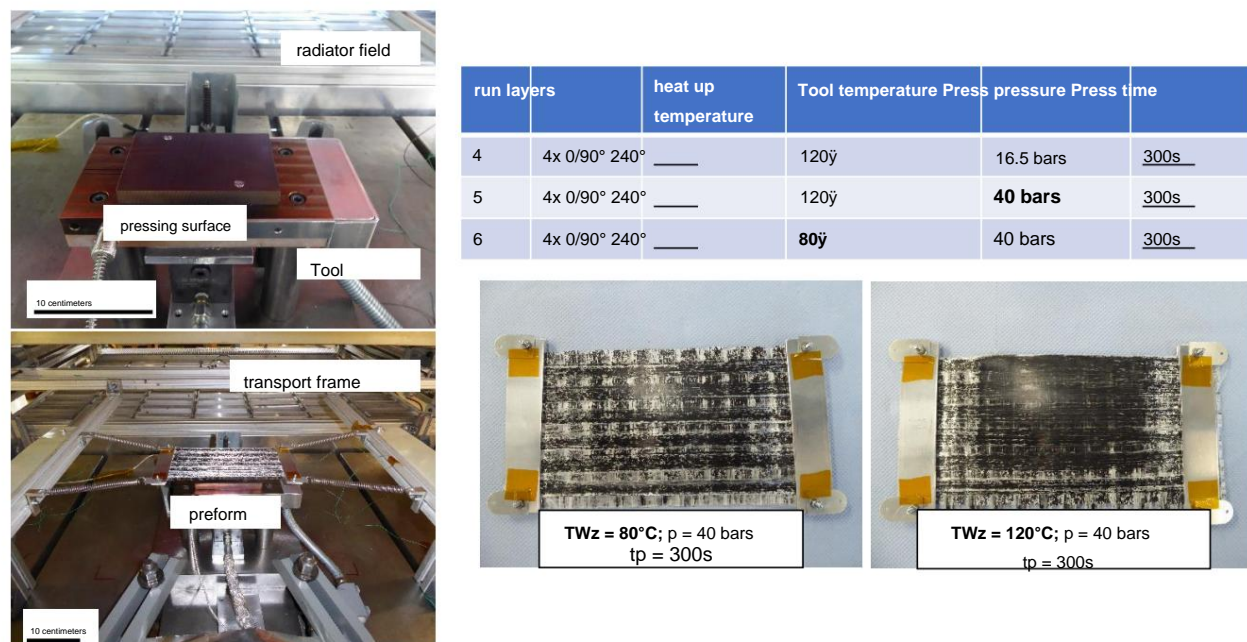 radiator field
pressing surface
Tool
10 centimeters
transport frame
preform
10 centimeters
run layers heat up temperature Tool temperature Press pressure Press time
4 4x 0/90° 240° ____ 120ÿ 16.5 bars 300s
5 4x 0/90° 240° ____ 120ÿ 40 bars 300s
6 4x 0/90° 240° ____ 80ÿ 40 bars 300s
TWz = 80°C; p = 40 bars
tp = 300s
TWz = 120°C; p = 40 bars
tp = 300s